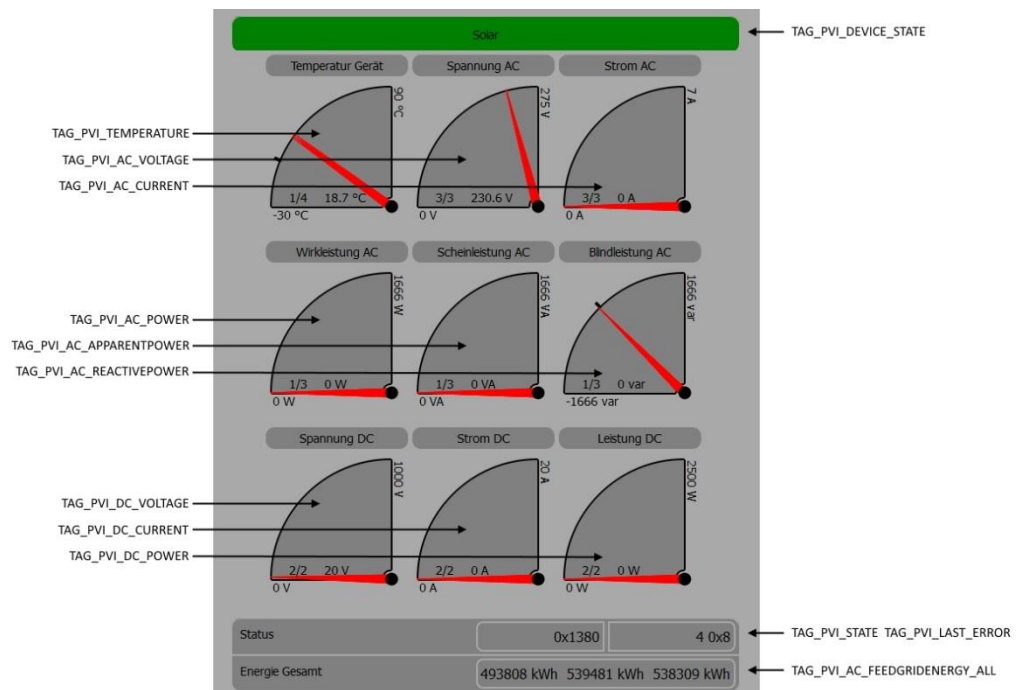 Solar
TAG_PVI_DEVICE_STATE
Temperatur Gerät
Spannung AC
Strom AC
90 °C
275 V
7 A
TAG_PVI_TEMPERATURE
TAG_PVI_AC_VOLTAGE
TAG_PVI_AC_CURRENT
1/4 18.7 °C
3/3 230.6 V
3/3 0 A
-30 °C
0 V
0 A
Wirkleistung AC
Scheinleistung AC
Blindleistung AC
1666 W
1666 VA
1666 var
TAG_PVI_AC_POWER
TAG_PVI_AC_APPARENTPOWER
TAG_PVI_AC_REACTIVEPOWER
1/3 0 W
1/3 0 VA
1/3 0 var
0 W
0 VA
-1666 var
Spannung DC
Strom DC
Leistung DC
1000 V
20 A
2500 W
TAG_PVI_DC_VOLTAGE
TAG_PVI_DC_CURRENT
TAG_PVI_DC_POWER
2/2 20 V
2/2 0 A
2/2 0 W
0 V
0 A
0 W
Status 0x1380 4 0x8
TAG_PVI_STATE TAG_PVI_LAST_ERROR
Energie Gesamt 493808 kWh 539481 kWh 538309 kWh
TAG_PVI_AC_FEEDGRIDENERGY_ALL